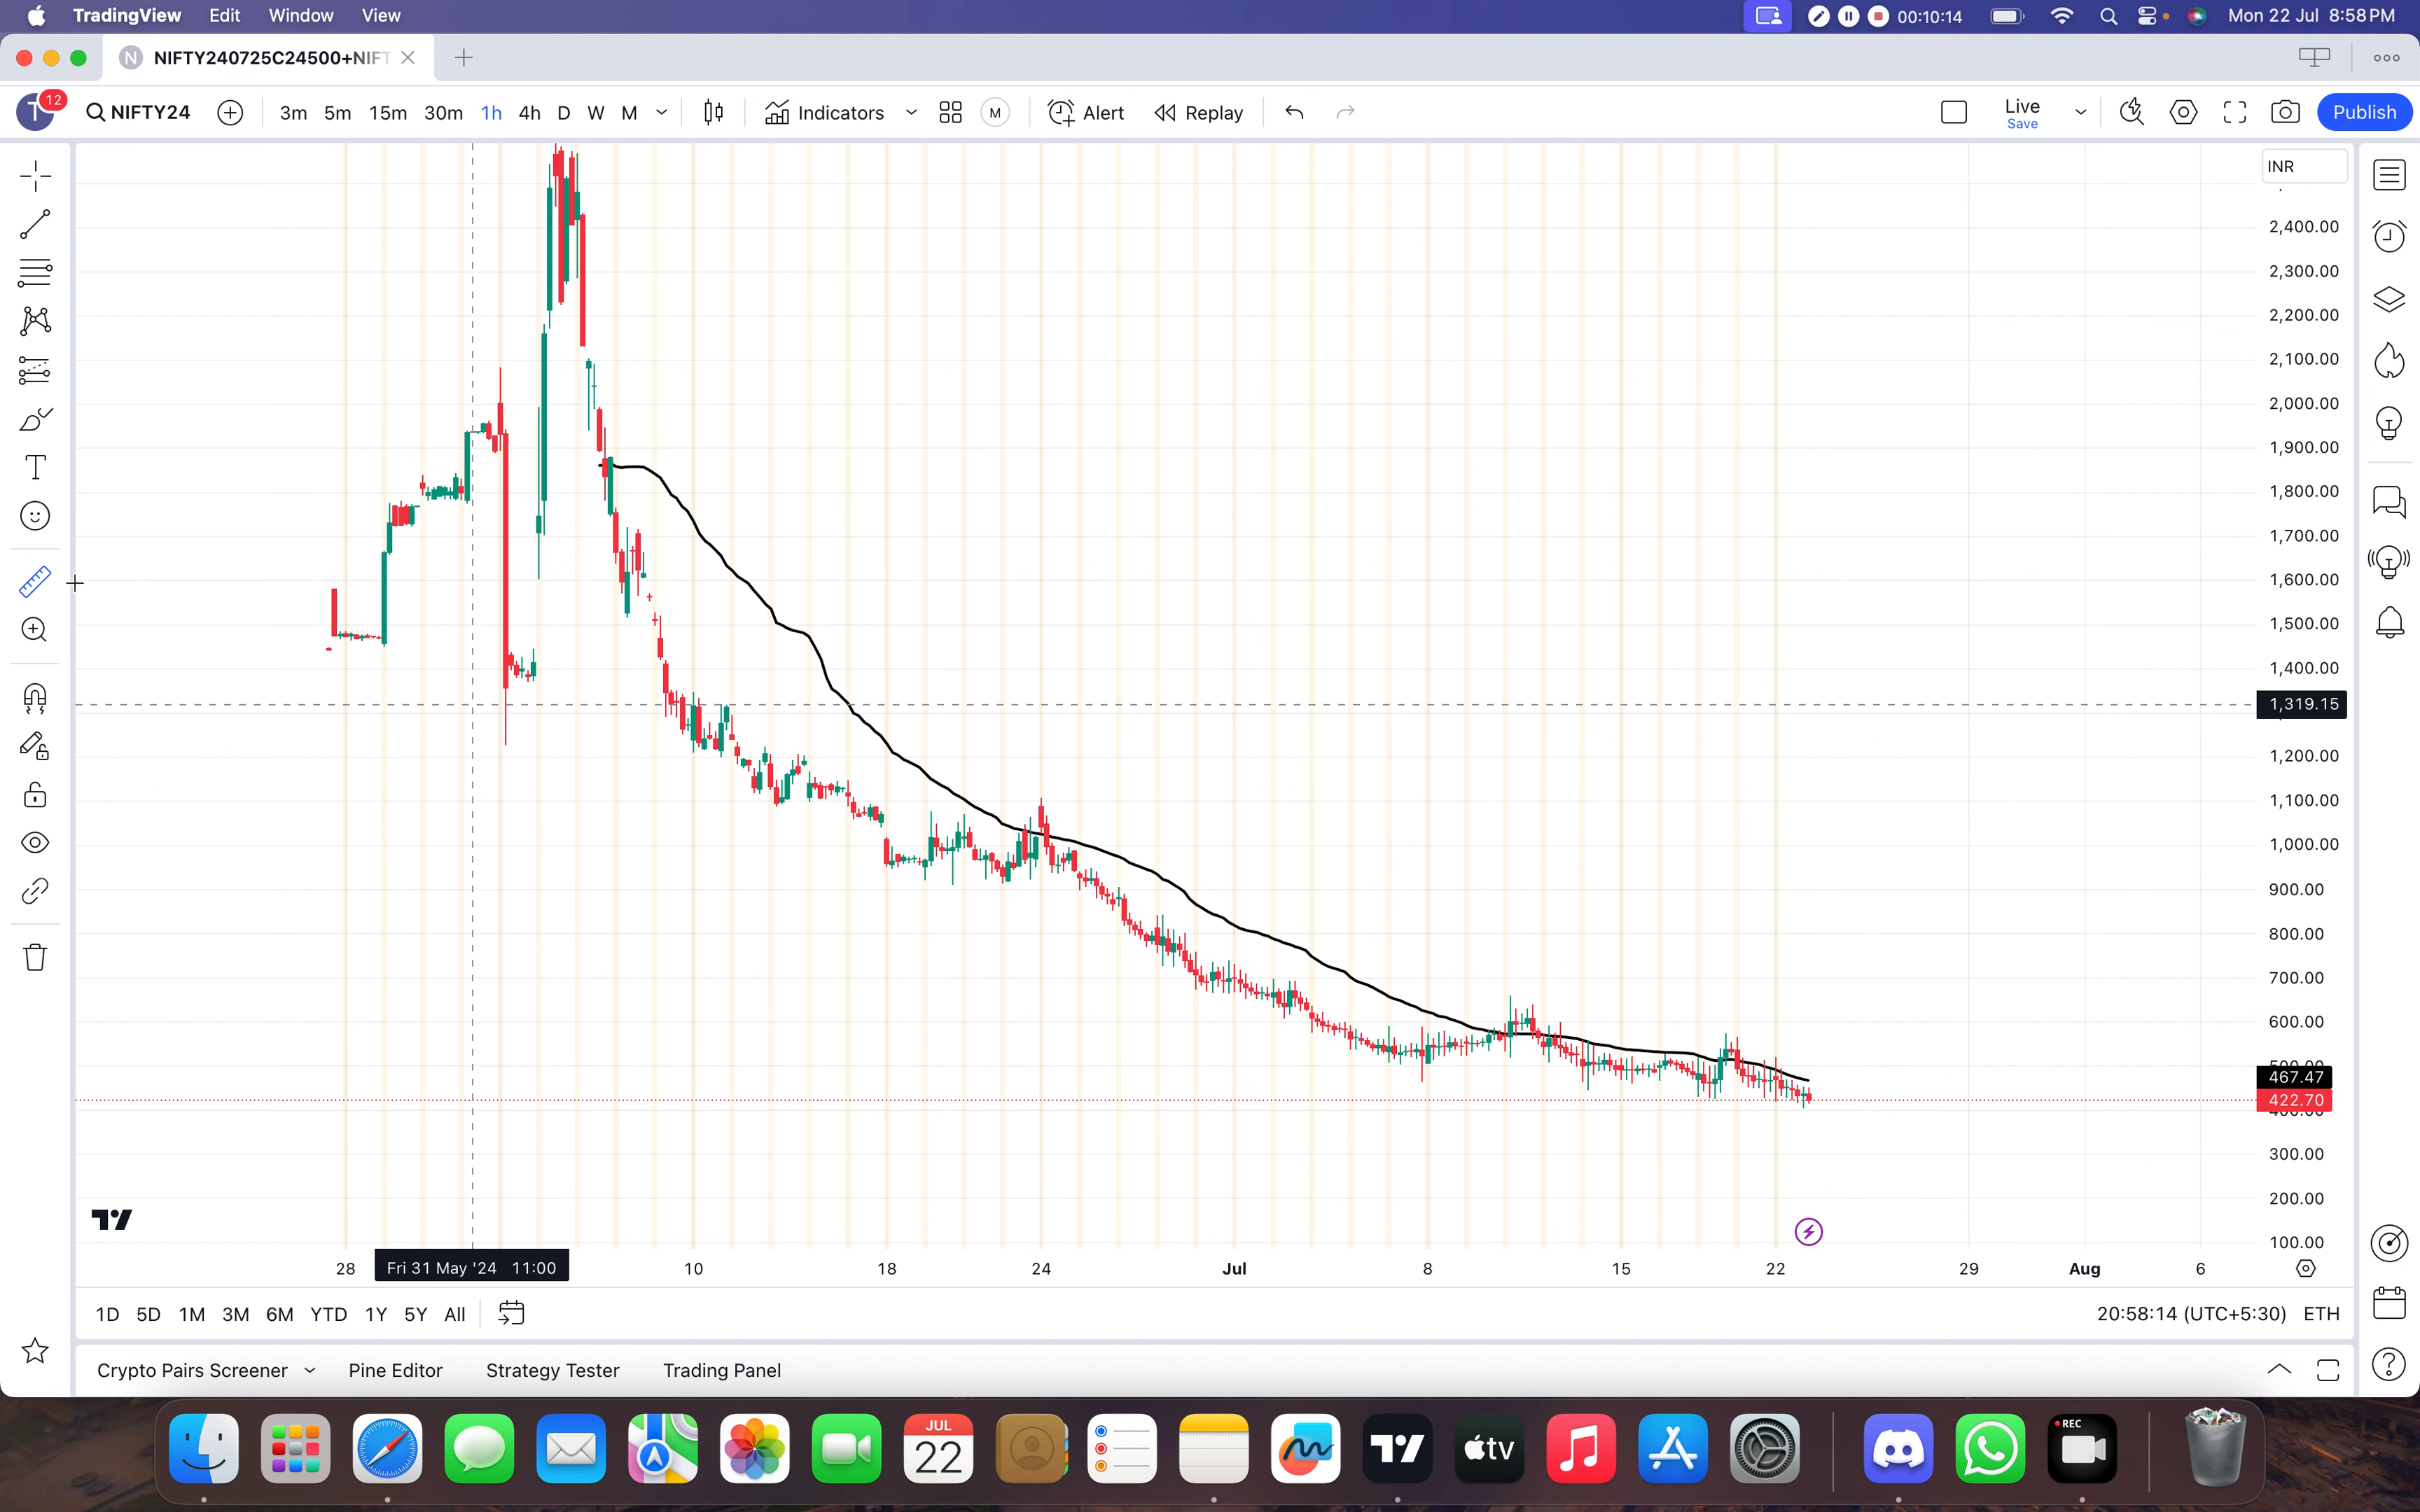 TradingView Edit Window View 00:10:14 Mon 22 Jul 8:58 PM
N NIFTY240725C24500+NIFT
T 12 NIFTY24 3m 5m 15m 30m 1h 4h D W M Indicators M Alert Replay Live Save Publish
INR
2,400.00
2,300.00
2,200.00
2,100.00
2,000.00
1,900.00
1,800.00
1,700.00
1,600.00
1,500.00
1,400.00
1,319.15
1,200.00
1,100.00
1,000.00
900.00
800.00
700.00
600.00
467.47
422.70
300.00
200.00
100.00
28 Fri 31 May '24 11:00 10 18 24 Jul 8 15 22 29 Aug 6
1D 5D 1M 3M 6M YTD 1Y 5Y All 20:58:14 (UTC+5:30) ETH
Crypto Pairs Screener Pine Editor Strategy Tester Trading Panel
JUL
22
tv
REC